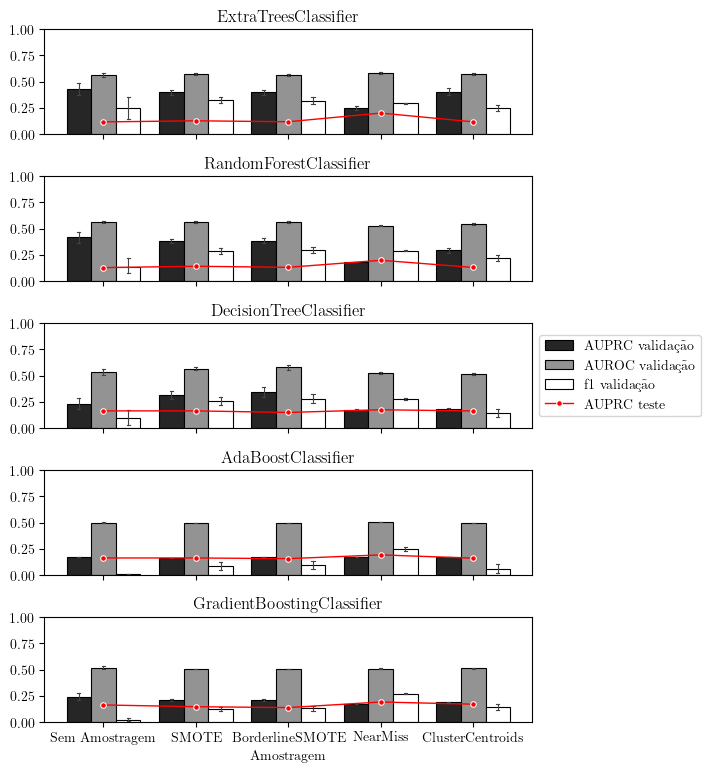 ExtraTreesClassifier
1.00
0.75
0.50
0.25
0.00
RandomForestClassifier
1.00
0.75
0.50
0.25
0.00
DecisionTreeClassifier
1.00
0.75
0.50
0.25
0.00
AUPRC validação
AUROC validação
f1 validação
AUPRC teste
AdaBoostClassifier
1.00
0.75
0.50
0.25
0.00
GradientBoostingClassifier
1.00
0.75
0.50
0.25
0.00
Sem Amostragem SMOTE BorderlineSMOTE NearMiss ClusterCentroids
Amostragem